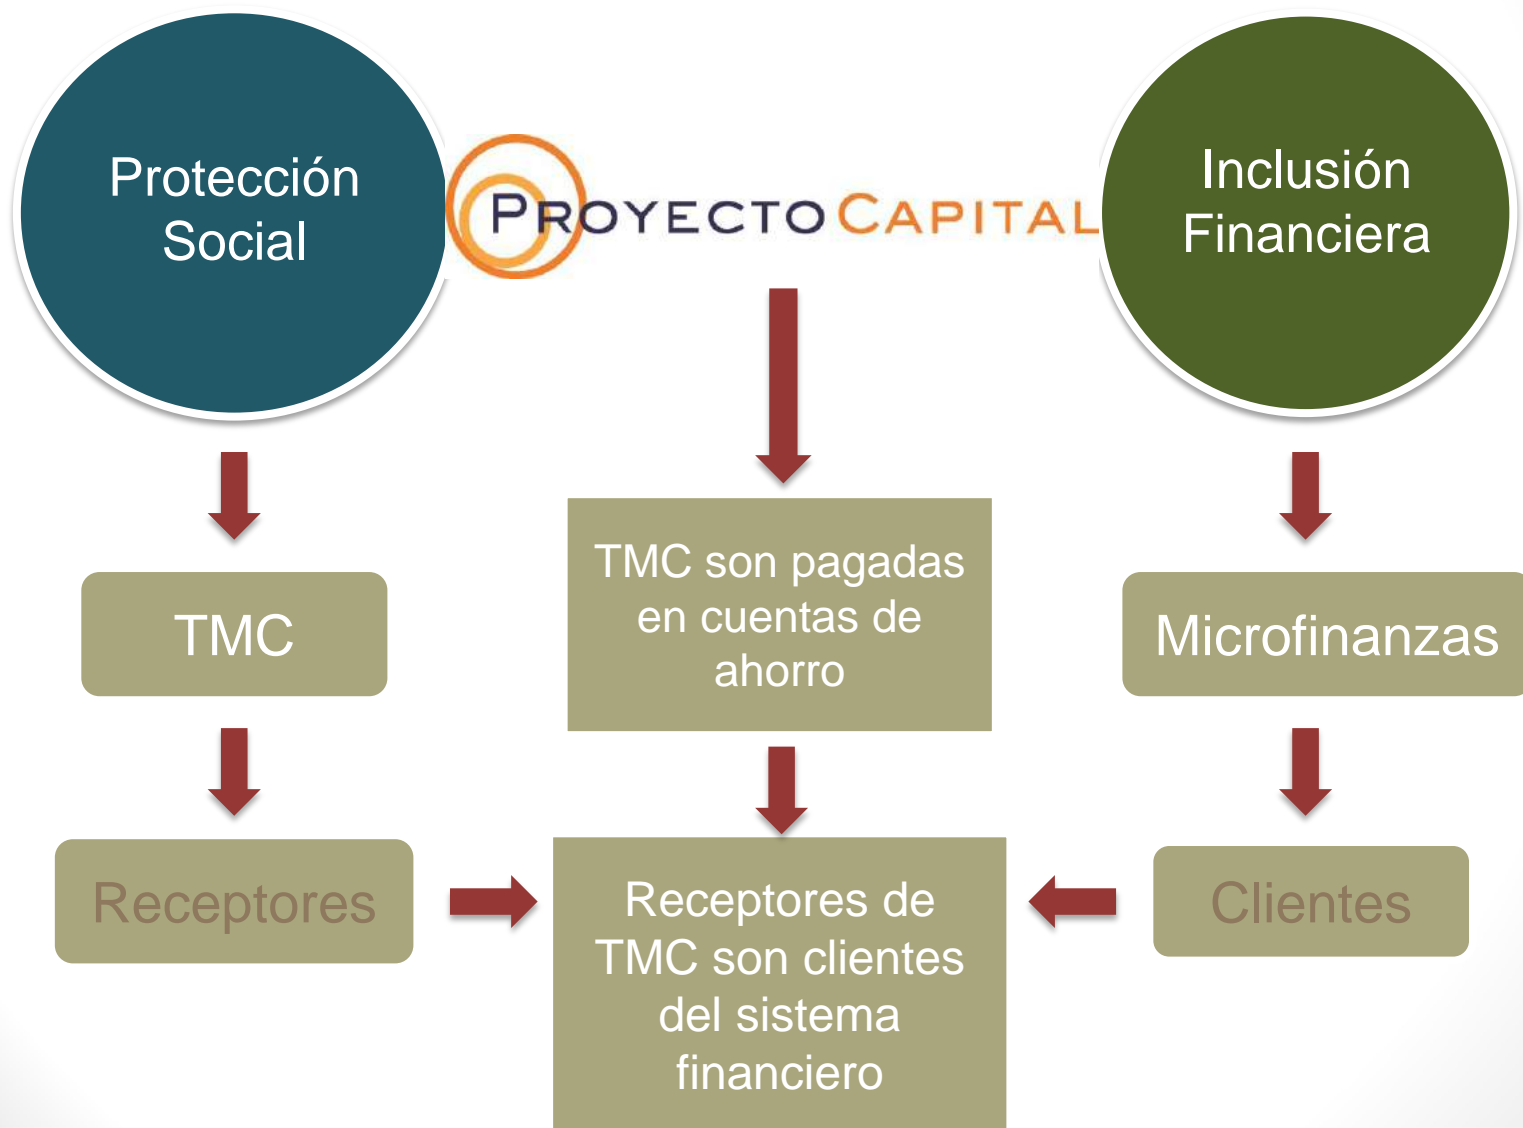 Protección
Social
PROYECTO CAPITAL
Inclusión
Financiera
TMC
TMC son pagadas
en cuentas de
ahorro
Microfinanzas
Receptores
Receptores de
TMC son clientes
del sistema
financiero
Clientes